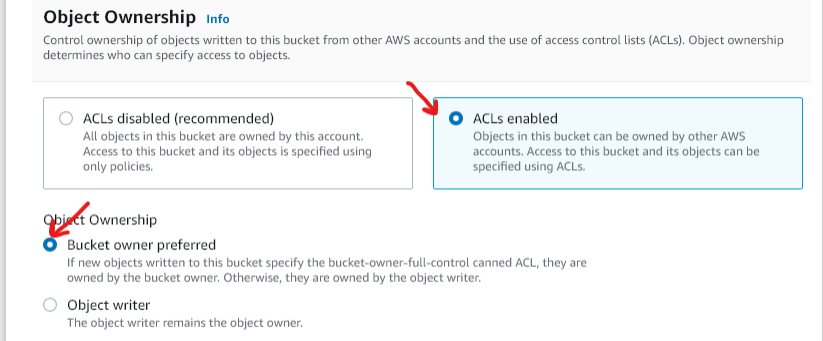 Object Ownership Info
Control ownership of objects written to this bucket from other AWS accounts and the use of access control lists (ACLs). Object ownership
determines who can specify access to objects.
ACLs disabled (recommended)
All objects in this bucket are owned by this account.
Access to this bucket and its objects is specified using
only policies.
ACLs enabled
Objects in this bucket can be owned by other AWS
accounts. Access to this bucket and its objects can be
specified using ACLs.
Object Ownership
Bucket owner preferred
If new objects written to this bucket specify the bucket-owner-full-control canned ACL, they are
owned by the bucket owner. Otherwise, they are owned by the object writer.
Object writer
The object writer remains the object owner.